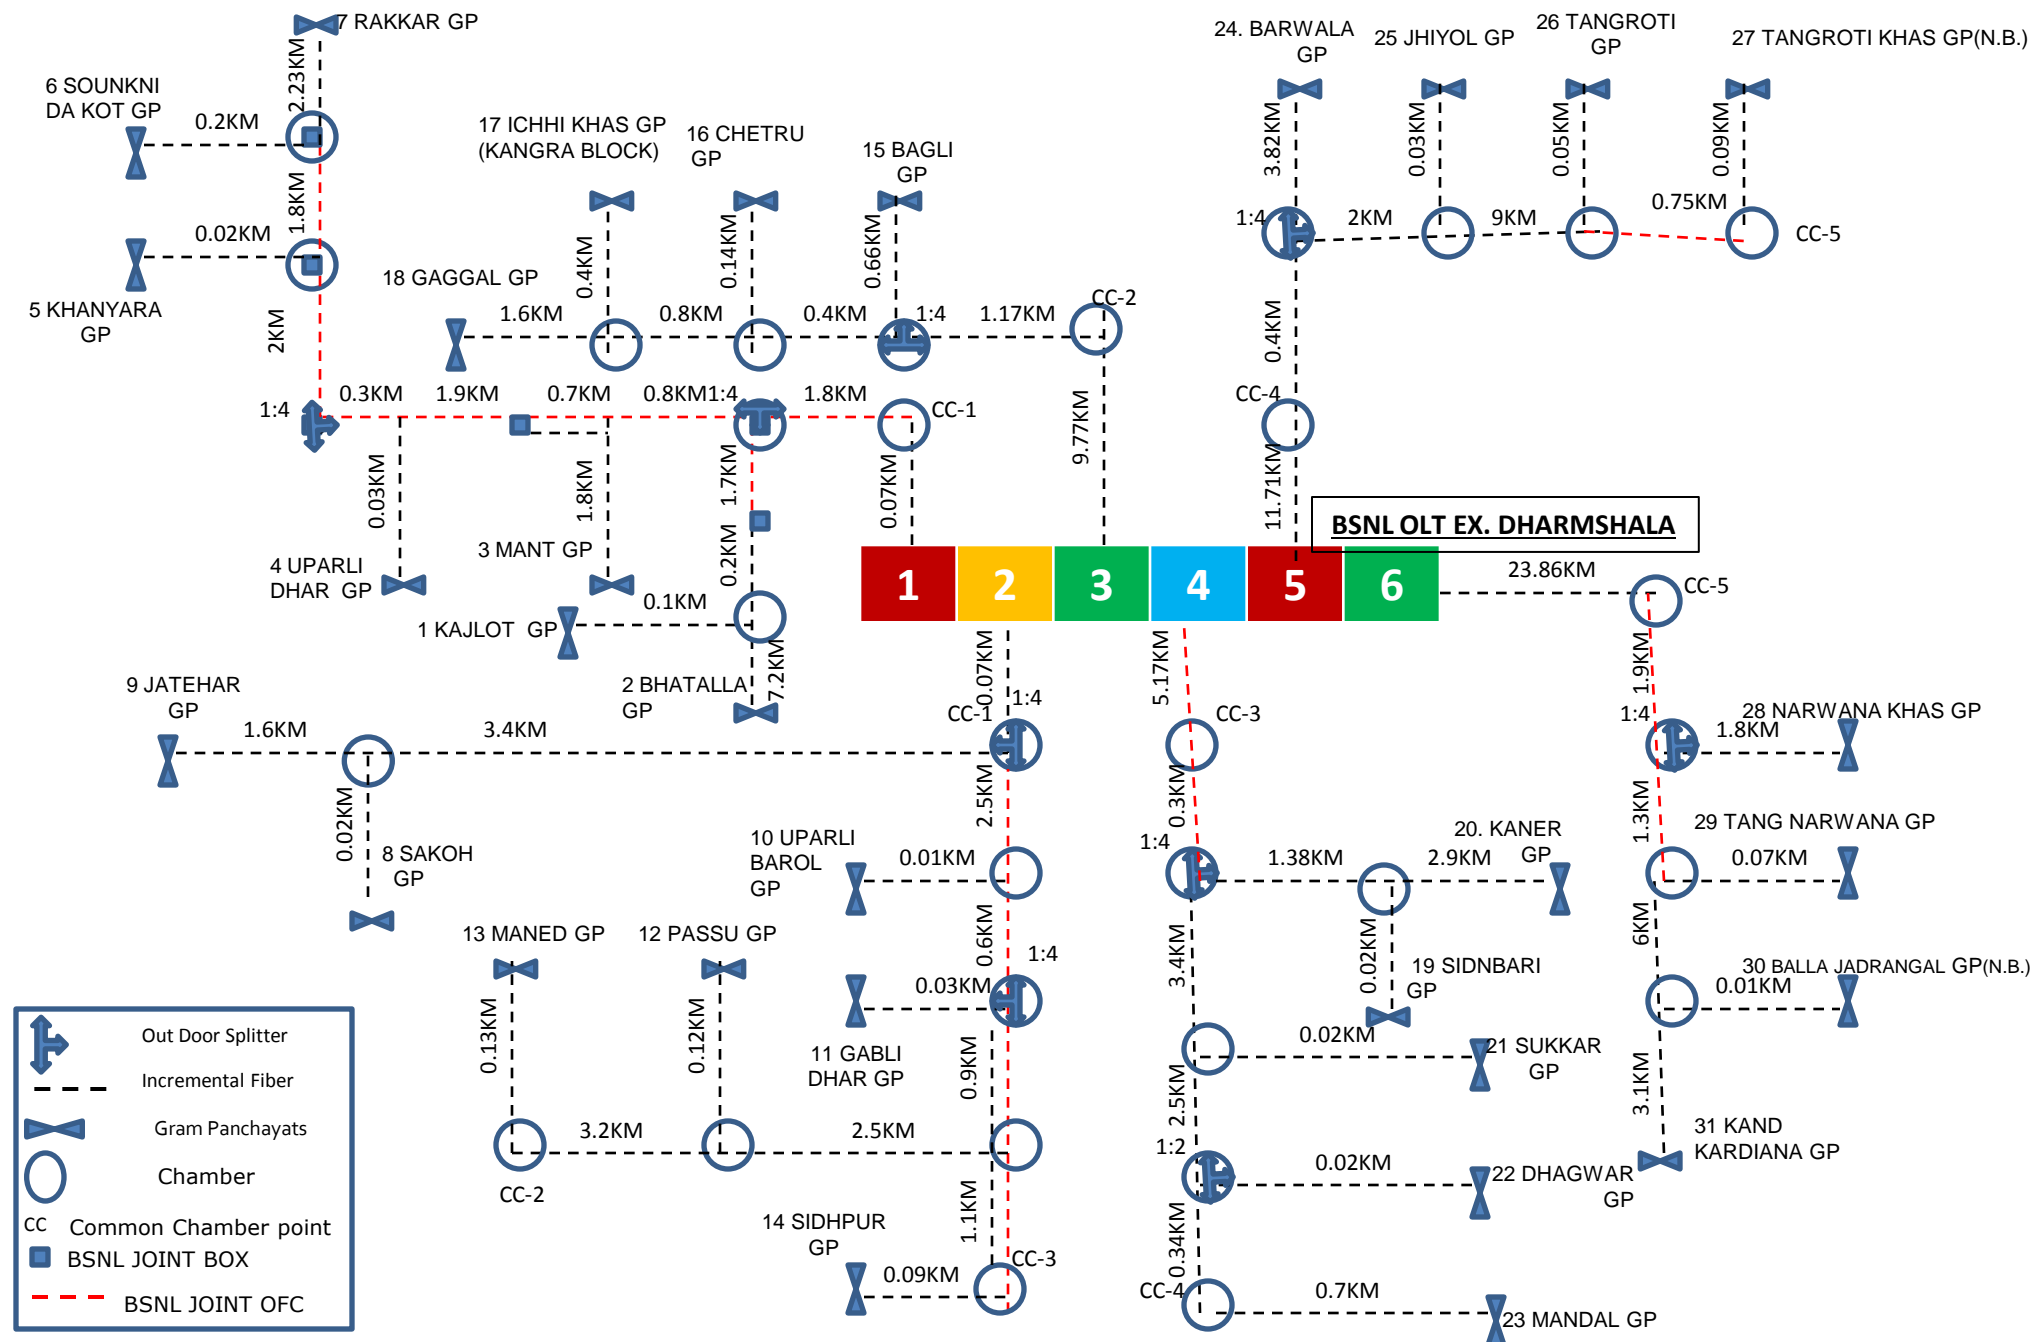 7 RAKKAR GP
24. BARWALA
GP
25 JHIYOL GP
26 TANGROTI
GP
27 TANGROTI KHAS GP(N.B.)
6 SOUNKNI
DA KOT GP
2.23KM
0.2KM
17 ICHHI KHAS GP
(KANGRA BLOCK)
16 CHETRU
GP
15 BAGLI
GP
3.82KM
0.03KM
0.05KM
0.09KM
1.8KM
0.02KM
0.4KM
0.14KM
0.66KM
1:4
2KM
9KM
0.75KM
CC-5
5 KHANYARA
GP
18 GAGGAL GP
1.6KM
0.8KM
0.4KM
1:4
1.17KM
CC-2
2KM
0.4KM
1:4
0.3KM
1.9KM
0.7KM
0.8KM
1:4
1.8KM
CC-1
CC-4
9.77KM
0.03KM
1.8KM
1.7KM
0.07KM
11.71KM
BSNL OLT EX. DHARMSHALA
4 UPARLI
DHAR GP
3 MANT GP
0.2KM
1
2
3
4
5
6
23.86KM
CC-5
1 KAJLOT GP
0.1KM
7.2KM
0.07KM
5.17KM
1.9KM
9 JATEHAR
GP
2 BHATALLA
GP
1:4
CC-1
CC-3
1:4
28 NARWANA KHAS GP
1.6KM
3.4KM
1.8KM
0.02KM
8 SAKOH
GP
2.5KM
0.3KM
1.3KM
10 UPARLI
BAROL
GP
0.01KM
1:4
1.38KM
2.9KM
20. KANER
GP
29 TANG NARWANA GP
0.07KM
13 MANED GP
12 PASSU GP
0.6KM
1:4
3.4KM
0.02KM
19 SIDNBARI
GP
6KM
30 BALLA JADRANGAL GP(N.B.)
0.01KM
0.03KM
0.13KM
0.12KM
11 GABLI
DHAR GP
0.9KM
0.02KM
21 SUKKAR
GP
2.5KM
3.1KM
3.2KM
2.5KM
CC-2
1:2
0.02KM
22 DHAGWAR
GP
31 KAND
KARDIANA GP
14 SIDHPUR
GP
1.1KM
0.09KM
CC-3
0.34KM
CC-4
0.7KM
23 MANDAL GP
Out Door Splitter
Incremental Fiber
Gram Panchayats
Chamber
CC Common Chamber point
BSNL JOINT BOX
BSNL JOINT OFC